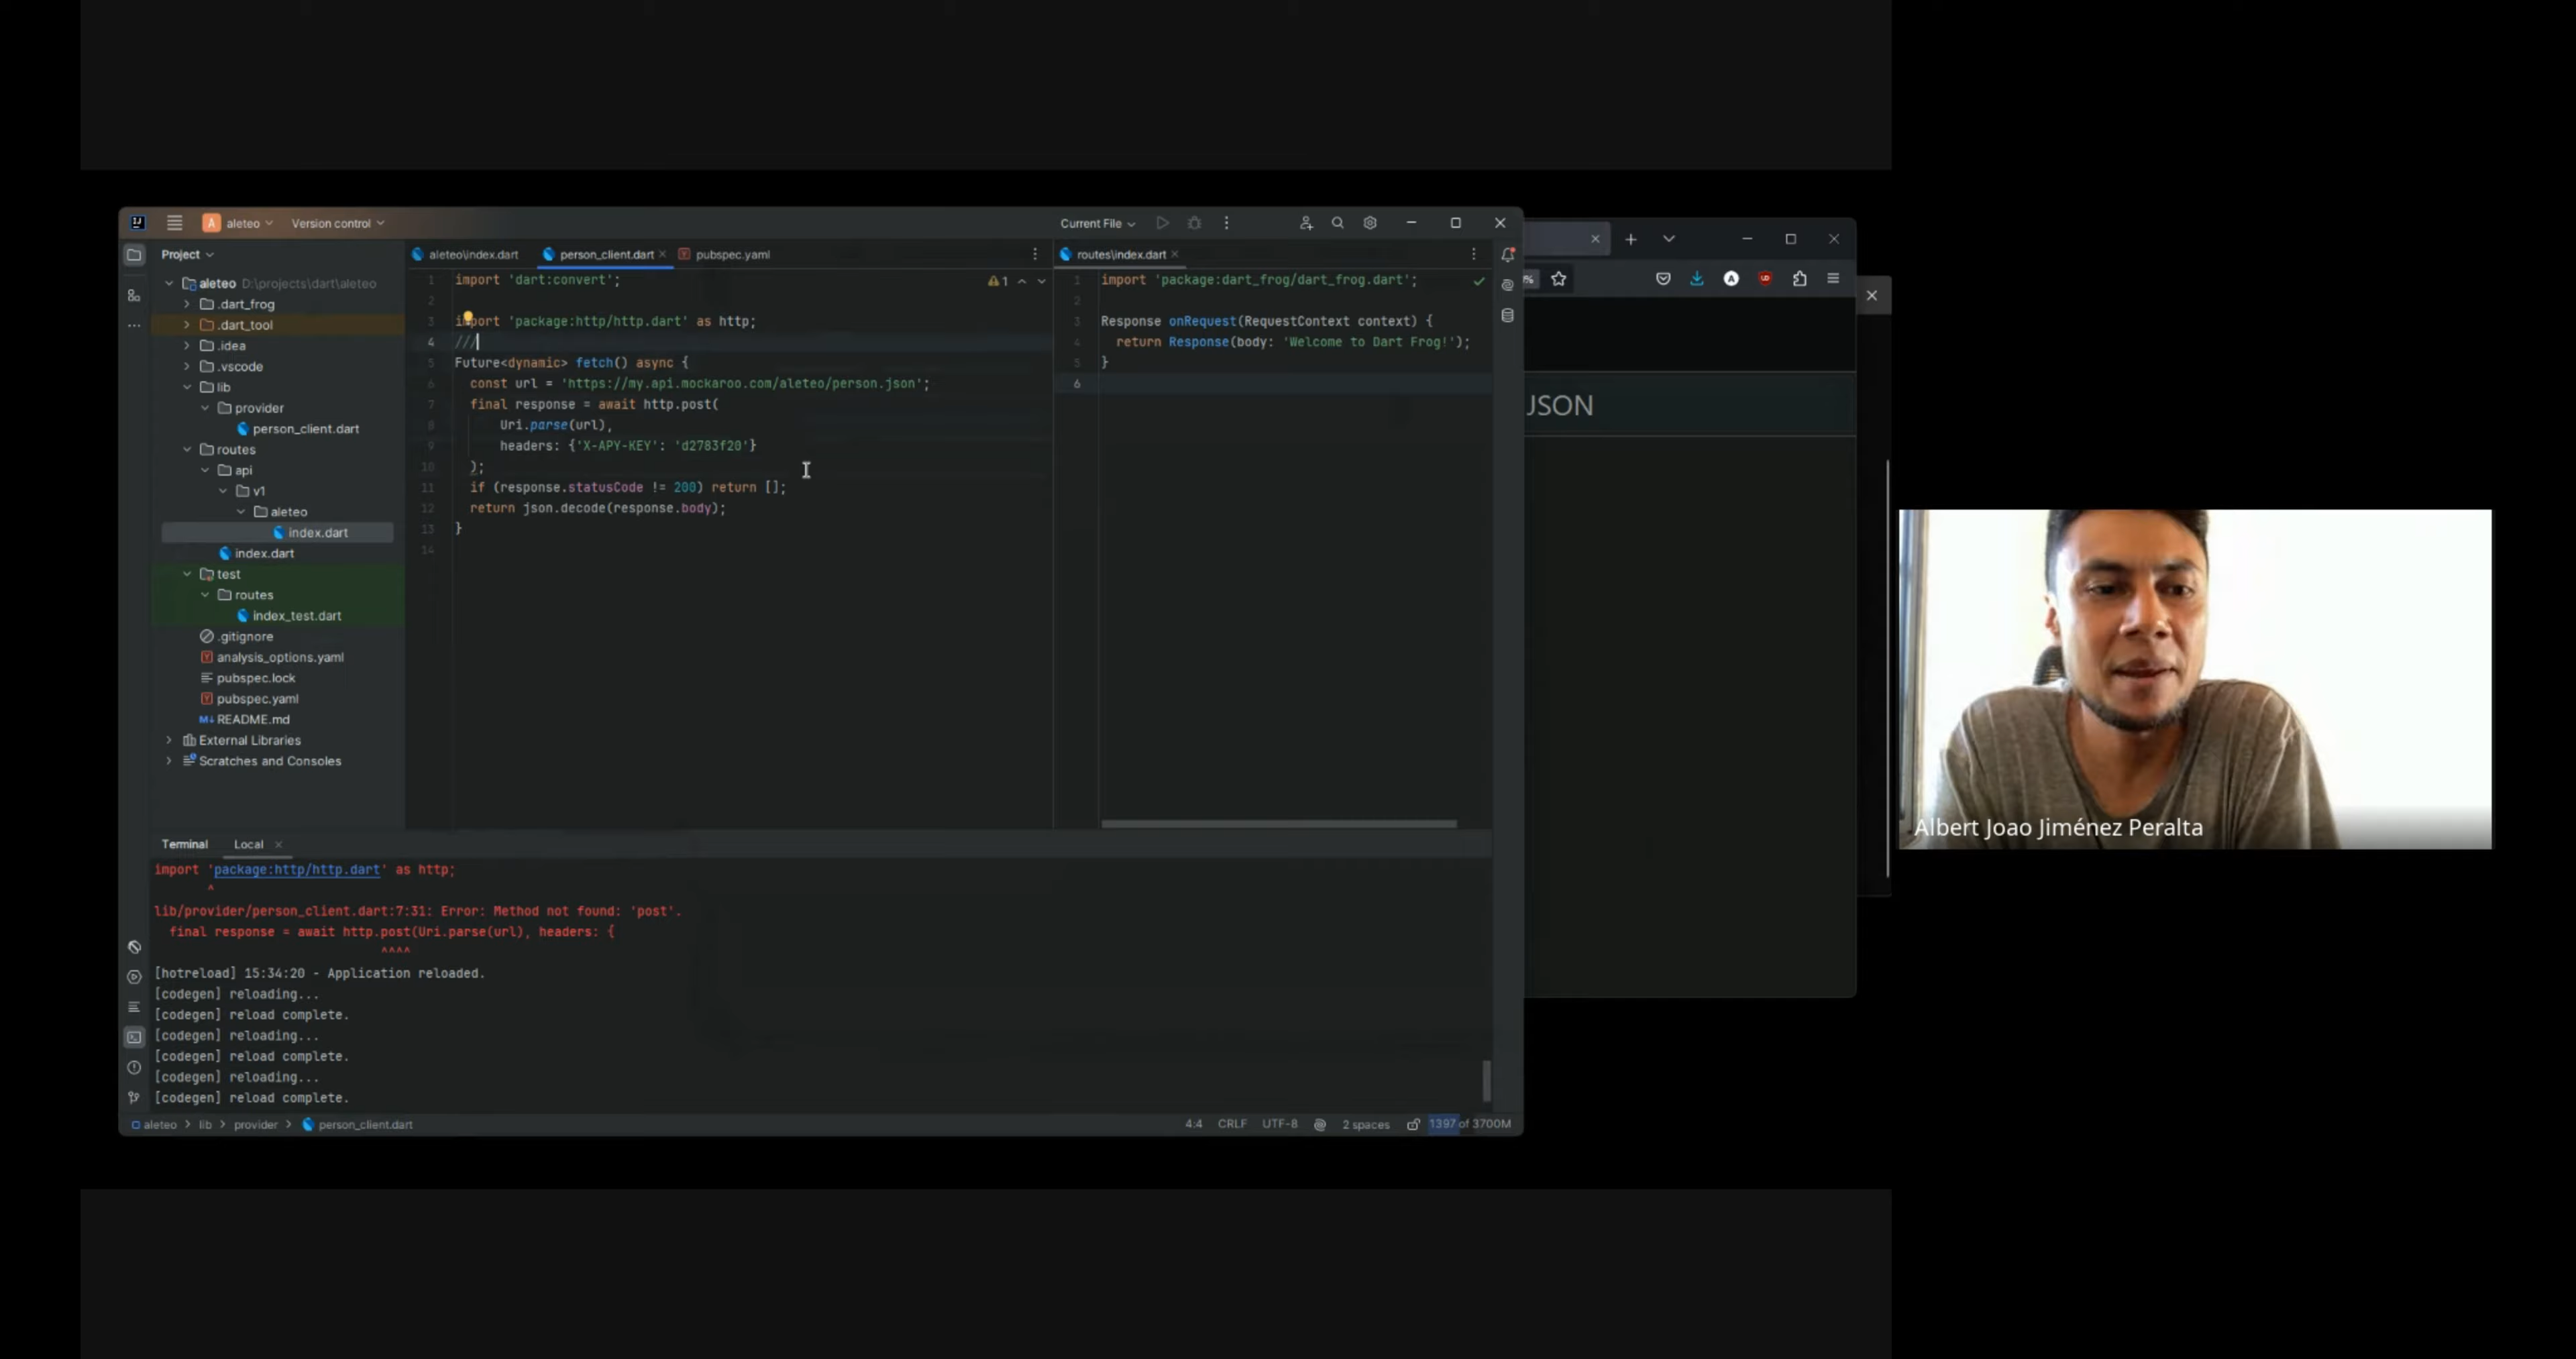 aleteo
Version control
Current File
Project
aleteo D:\projects\dart\aleteo
.dart_frog
.dart_tool
.idea
.vscode
lib
provider
person_client.dart
routes
api
v1
aleteo
index.dart
index.dart
test
routes
index_test.dart
.gitignore
analysis_options.yaml
pubspec.lock
pubspec.yaml
README.md
External Libraries
Scratches and Consoles
aleteo\index.dart
person_client.dart
pubspec.yaml
1 import 'dart:convert';
2
3 import 'package:http/http.dart' as http;
4 ///
5 Future<dynamic> fetch() async {
6 const url = 'https://my.api.mockaroo.com/aleteo/person.json';
7 final response = await http.post(
8 Uri.parse(url),
9 headers: {'X-APY-KEY': 'd2783f20'}
10 );
11 if (response.statusCode != 200) return [];
12 return json.decode(response.body);
13 }
14
1
routes\index.dart
1 import 'package:dart_frog/dart_frog.dart';
2
3 Response onRequest(RequestContext context) {
4 return Response(body: 'Welcome to Dart Frog!');
5 }
6
JSON
Terminal
Local
import 'package:http/http.dart' as http;
^
lib/provider/person_client.dart:7:31: Error: Method not found: 'post'.
final response = await http.post(Uri.parse(url), headers: {
^^^^
[hotreload] 15:34:20 - Application reloaded.
[codegen] reloading...
[codegen] reload complete.
[codegen] reloading...
[codegen] reload complete.
[codegen] reloading...
[codegen] reload complete.
aleteo > lib > provider > person_client.dart
4:4 CRLF UTF-8 2 spaces 1397 of 3700M
Albert Joao Jiménez Peralta